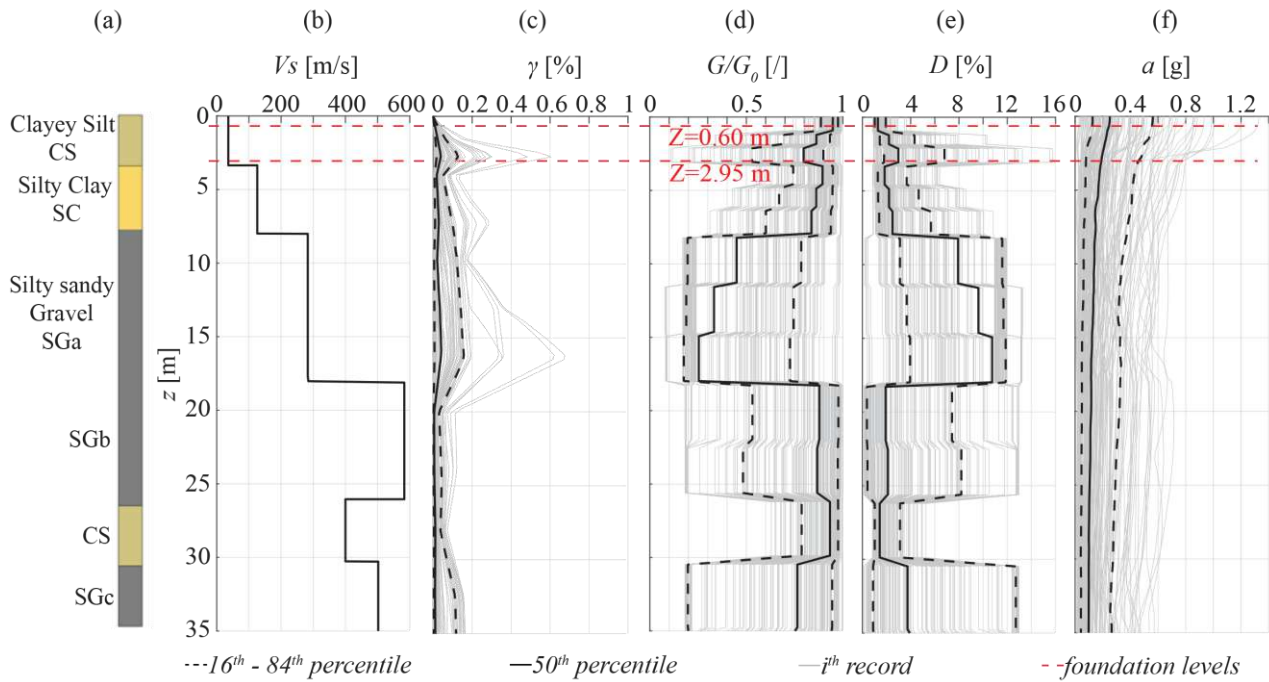 (a) (b) (c) (d) (e) (f)
Vs [m/s] γ [%] G/G0 [/] D [%] a [g]
0 200 400 600 0 0.2 0.4 0.6 0.8 1 0 0.5 1 0 4 8 12 16 0 0.4 0.8 1.2
0
Clayey Silt
CS
Z=0.60 m
Z=2.95 m
Silty Clay
SC
5
10
Silty sandy
Gravel
SGa
15
z [m]
20
SGb
25
CS
30
SGc
35
16th - 84th percentile 50th percentile ith record foundation levels